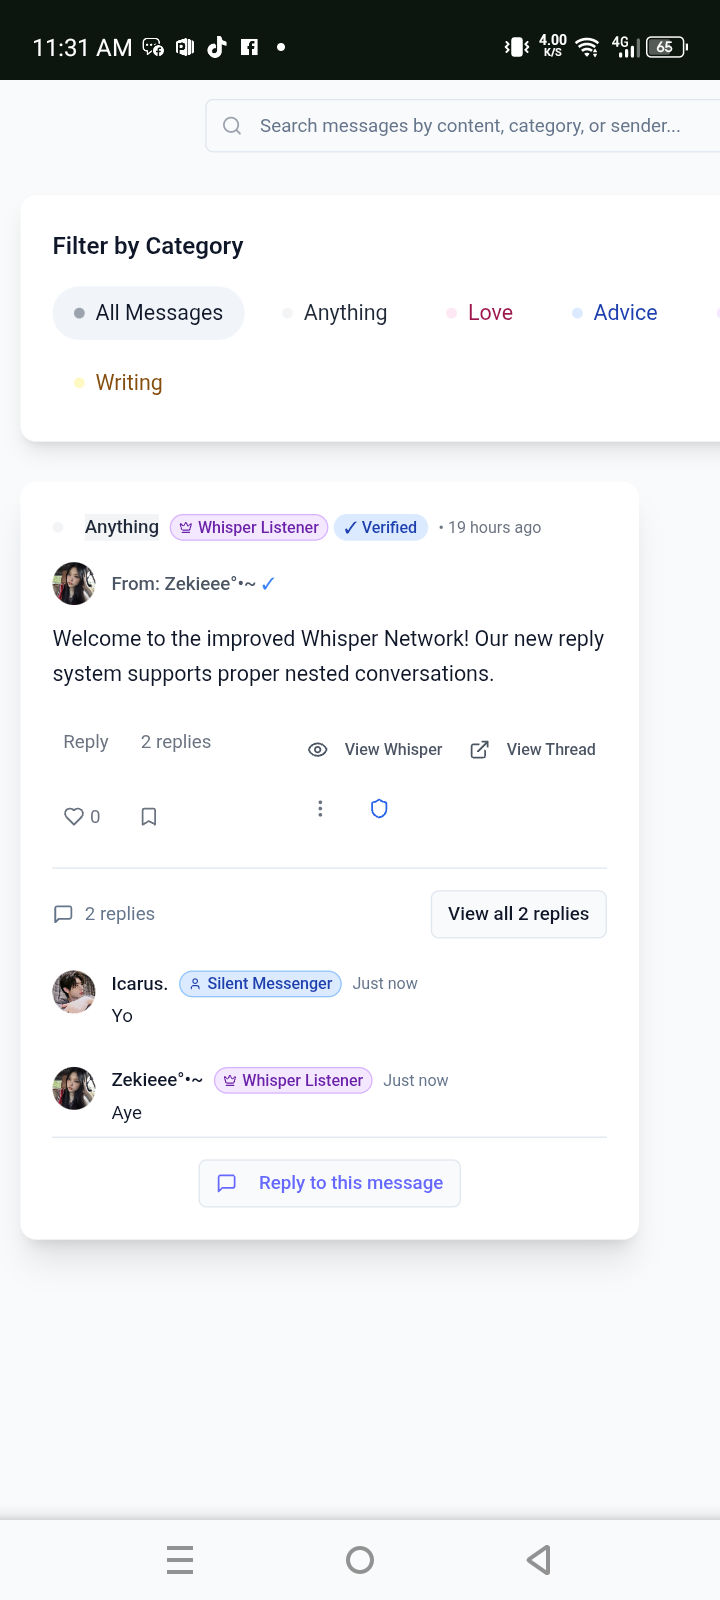 11:31 AM 4.00 K/S 4G 65
Search messages by content, category, or sender...
Filter by Category
All Messages Anything Love Advice
Writing
Anything Whisper Listener ✓ Verified • 19 hours ago
From: Zekieee°•~ ✓
Welcome to the improved Whisper Network! Our new reply
system supports proper nested conversations.
Reply 2 replies View Whisper View Thread
0
2 replies View all 2 replies
Icarus. Silent Messenger Just now
Yo
Zekieee°•~ Whisper Listener Just now
Aye
Reply to this message